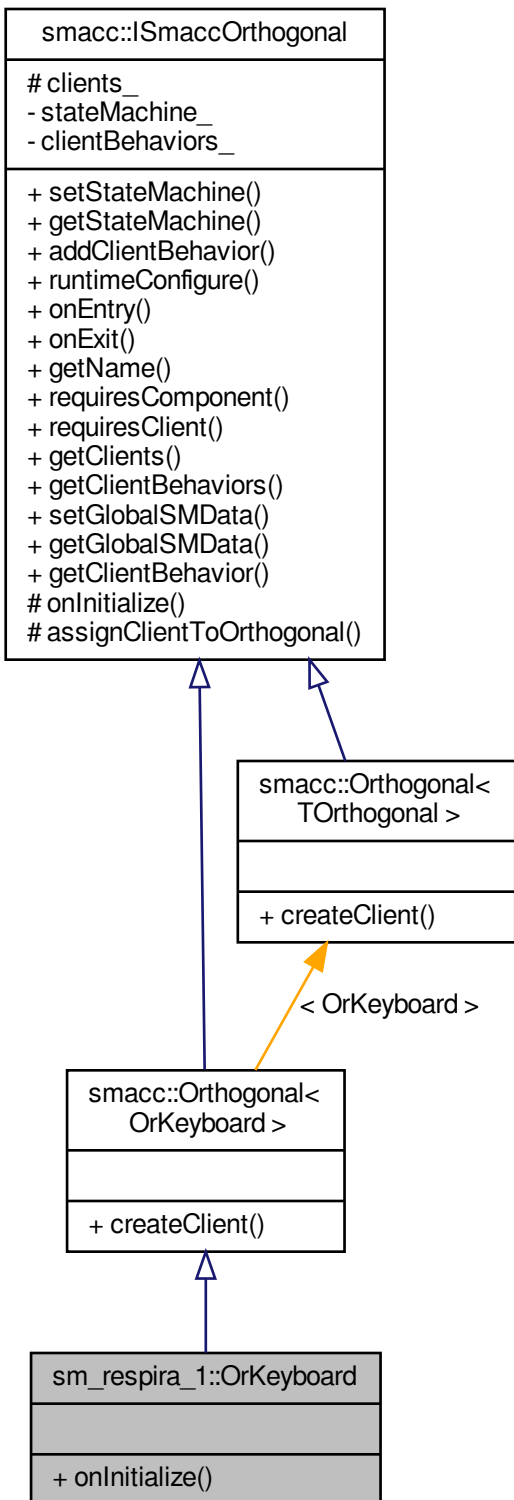 smacc::ISmaccOrthogonal
# clients_
- stateMachine_
- clientBehaviors_
+ setStateMachine()
+ getStateMachine()
+ addClientBehavior()
+ runtimeConfigure()
+ onEntry()
+ onExit()
+ getName()
+ requiresComponent()
+ requiresClient()
+ getClients()
+ getClientBehaviors()
+ setGlobalSMData()
+ getGlobalSMData()
+ getClientBehavior()
# onInitialize()
# assignClientToOrthogonal()
smacc::Orthogonal<
TOrthogonal >
+ createClient()
< OrKeyboard >
smacc::Orthogonal<
OrKeyboard >
+ createClient()
sm_respira_1::OrKeyboard
+ onInitialize()